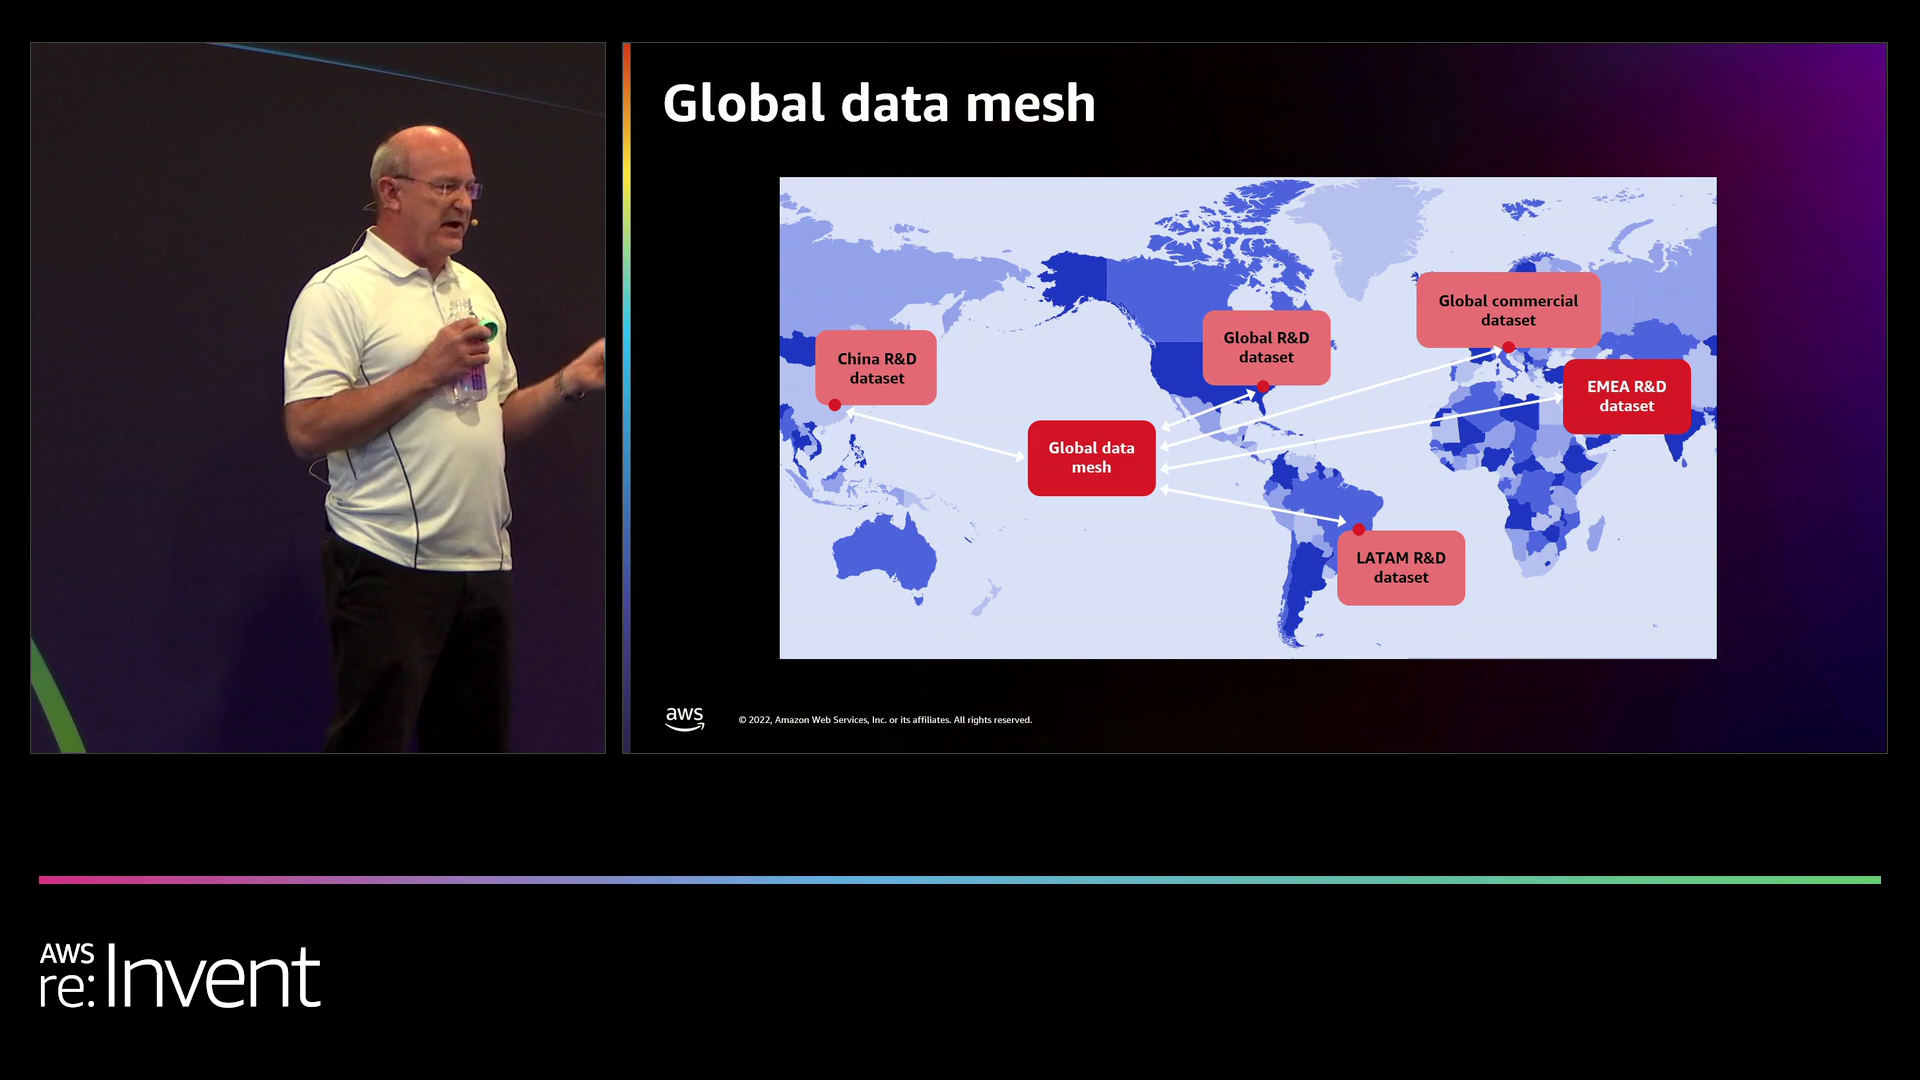 Global data mesh
Global commercial
dataset
Global R&D
dataset
China R&D
dataset
EMEA R&D
dataset
Global data
mesh
LATAM R&D
dataset
aws
© 2022, Amazon Web Services, Inc. or its affiliates. All rights reserved.
AWS
re:Invent